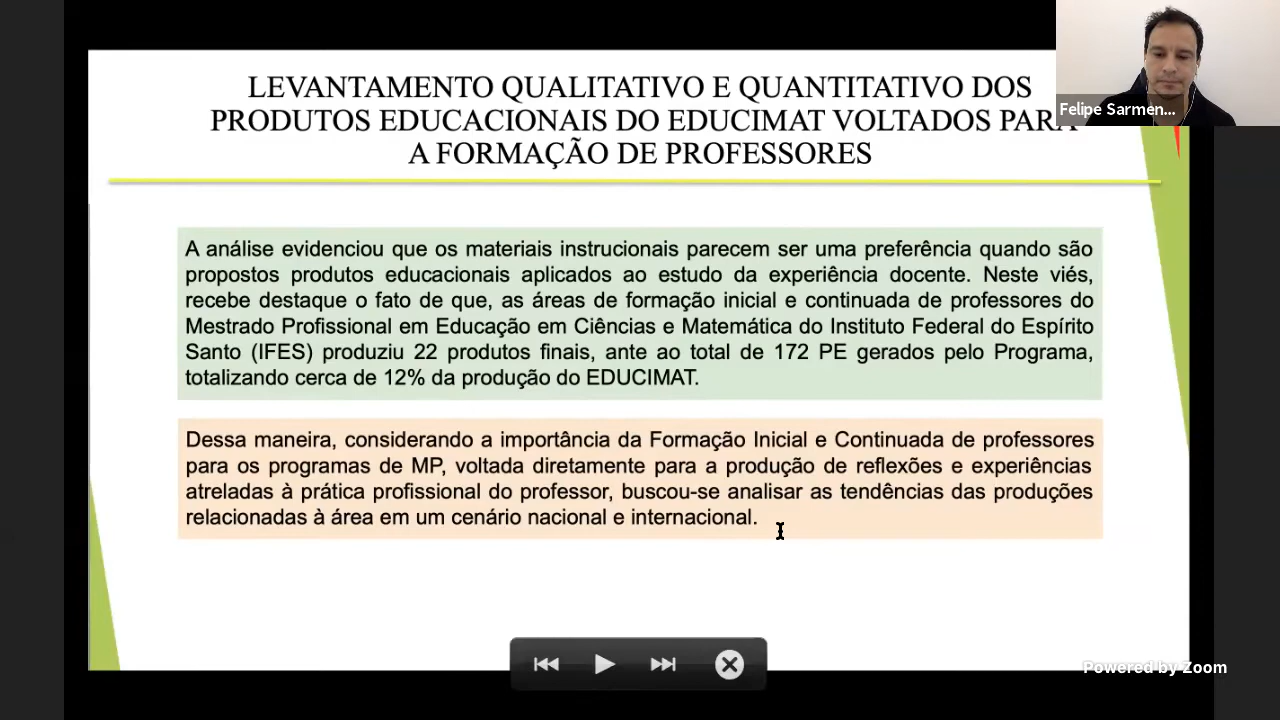 LEVANTAMENTO QUALITATIVO E QUANTITATIVO DOS
PRODUTOS EDUCACIONAIS DO EDUCIMAT VOLTADOS PARA
A FORMAÇÃO DE PROFESSORES
Felipe Sarmen...
A análise evidenciou que os materiais instrucionais parecem ser uma preferência quando são
propostos produtos educacionais aplicados ao estudo da experiência docente. Neste viés,
recebe destaque o fato de que, as áreas de formação inicial e continuada de professores do
Mestrado Profissional em Educação em Ciências e Matemática do Instituto Federal do Espírito
Santo (IFES) produziu 22 produtos finais, ante ao total de 172 PE gerados pelo Programa,
totalizando cerca de 12% da produção do EDUCIMAT.
Dessa maneira, considerando a importância da Formação Inicial e Continuada de professores
para os programas de MP, voltada diretamente para a produção de reflexões e experiências
atreladas à prática profissional do professor, buscou-se analisar as tendências das produções
relacionadas à área em um cenário nacional e internacional.
Powered by Zoom